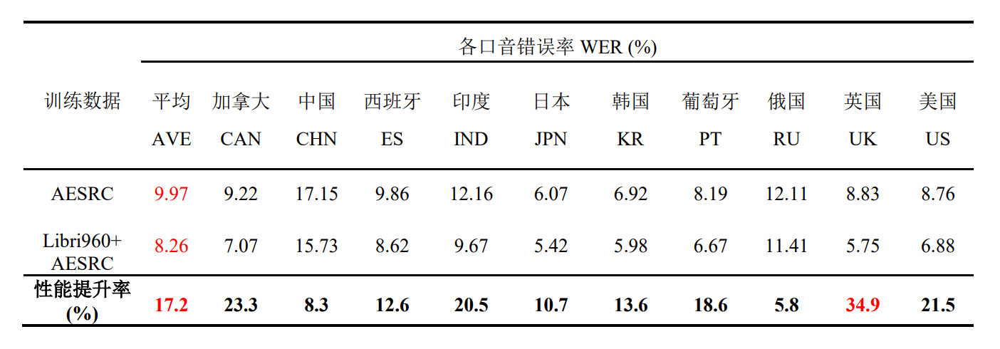 各口音错误率 WER (%)
训练数据 平均 加拿大 中国 西班牙 印度 日本 韩国 葡萄牙 俄国 英国 美国
AVE CAN CHN ES IND JPN KR PT RU UK US
AESRC 9.97 9.22 17.15 9.86 12.16 6.07 6.92 8.19 12.11 8.83 8.76
Libri960+
AESRC 8.26 7.07 15.73 8.62 9.67 5.42 5.98 6.67 11.41 5.75 6.88
性能提升率
(%) 17.2 23.3 8.3 12.6 20.5 10.7 13.6 18.6 5.8 34.9 21.5